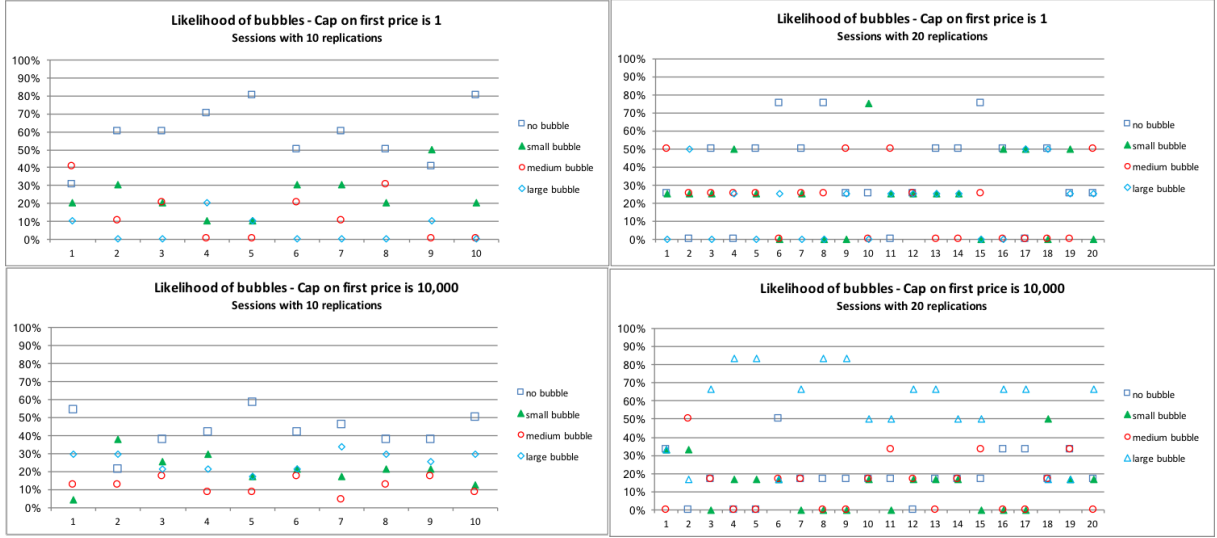 Likelihood of bubbles - Cap on first price is 1
Sessions with 10 replications
100%
90%
80%
70%
60%
50%
40%
30%
20%
10%
0%
1 2 3 4 5 6 7 8 9 10
no bubble
small bubble
medium bubble
large bubble
Likelihood of bubbles - Cap on first price is 1
Sessions with 20 replications
100%
90%
80%
70%
60%
50%
40%
30%
20%
10%
0%
1 2 3 4 5 6 7 8 9 10 11 12 13 14 15 16 17 18 19 20
no bubble
small bubble
medium bubble
large bubble
Likelihood of bubbles - Cap on first price is 10,000
Sessions with 10 replications
100%
90%
80%
70%
60%
50%
40%
30%
20%
10%
0%
1 2 3 4 5 6 7 8 9 10
no bubble
small bubble
medium bubble
large bubble
Likelihood of bubbles - Cap on first price is 10,000
Sessions with 20 replications
100%
90%
80%
70%
60%
50%
40%
30%
20%
10%
0%
1 2 3 4 5 6 7 8 9 10 11 12 13 14 15 16 17 18 19 20
no bubble
small bubble
medium bubble
large bubble